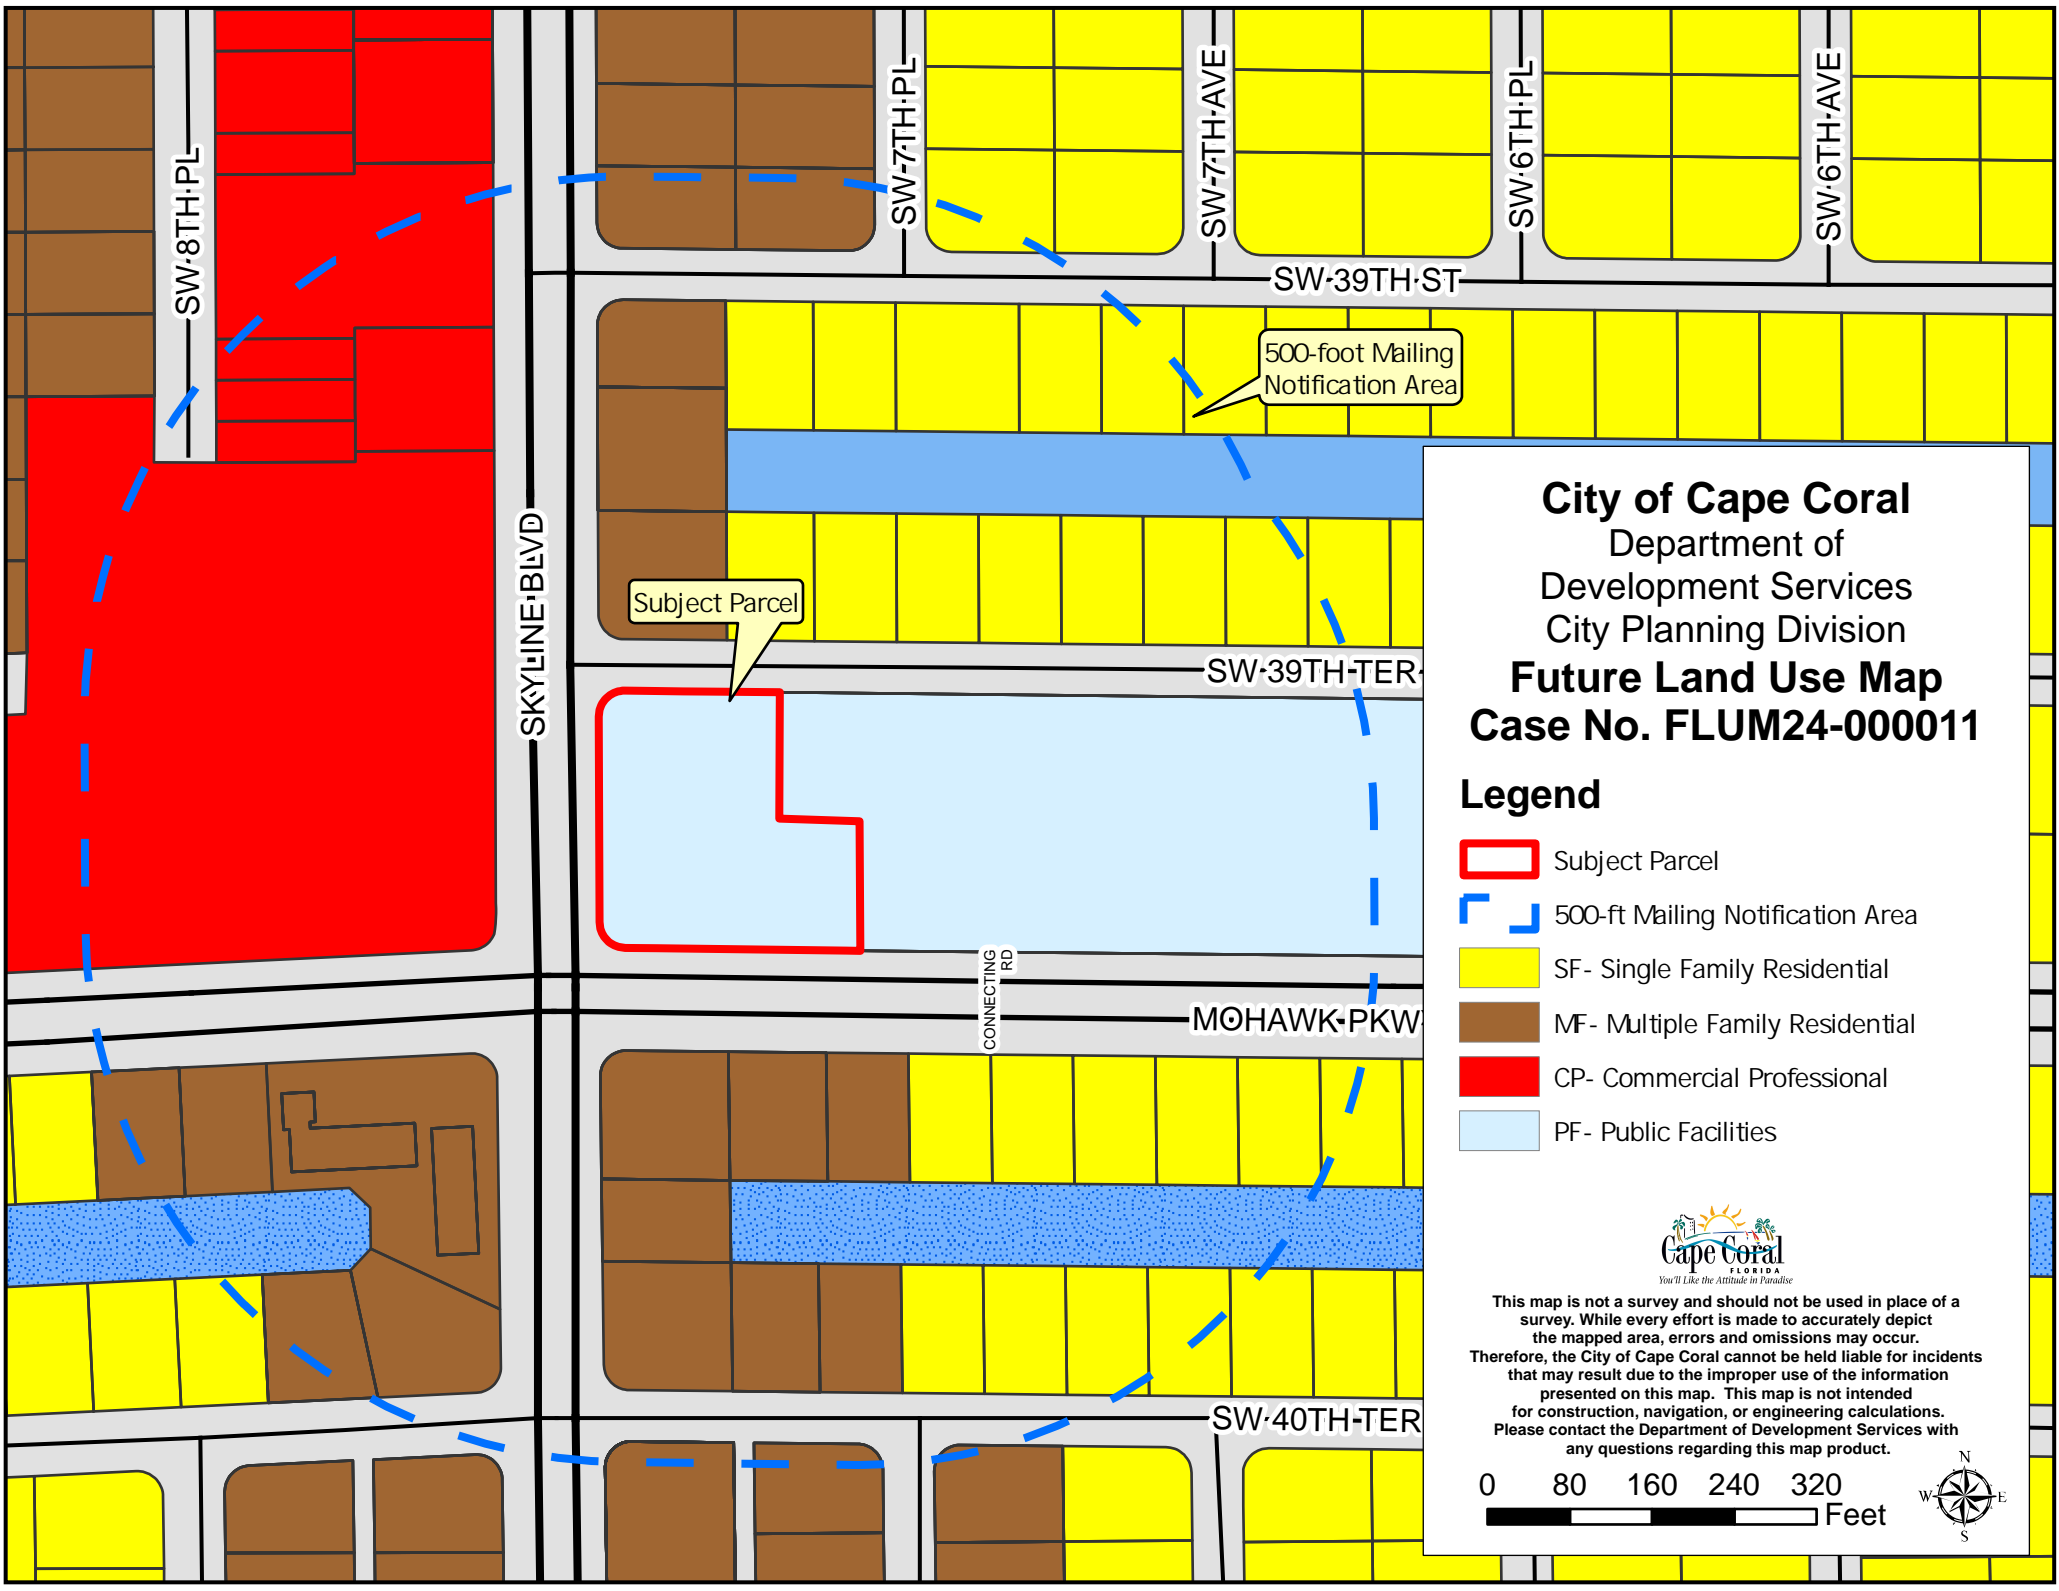 SW 8TH PL
SW 7TH PL
SW 7TH AVE
SW 6TH PL
SW 6TH AVE
SW 39TH ST
500-foot Mailing
Notification Area
SKYLINE BLVD
Subject Parcel
SW 39TH TER
CONNECTING
RD
MOHAWK PKW
SW 40TH TER
City of Cape Coral
Department of
Development Services
City Planning Division
Future Land Use Map
Case No. FLUM24-000011
Legend
Subject Parcel
500-ft Mailing Notification Area
SF- Single Family Residential
MF- Multiple Family Residential
CP- Commercial Professional
PF- Public Facilities
Cape Coral
FLORIDA
You'll Like the Attitude in Paradise
This map is not a survey and should not be used in place of a
survey. While every effort is made to accurately depict
the mapped area, errors and omissions may occur.
Therefore, the City of Cape Coral cannot be held liable for incidents
that may result due to the improper use of the information
presented on this map. This map is not intended
for construction, navigation, or engineering calculations.
Please contact the Department of Development Services with
any questions regarding this map product.
0 80 160 240 320
Feet
N
W E
S